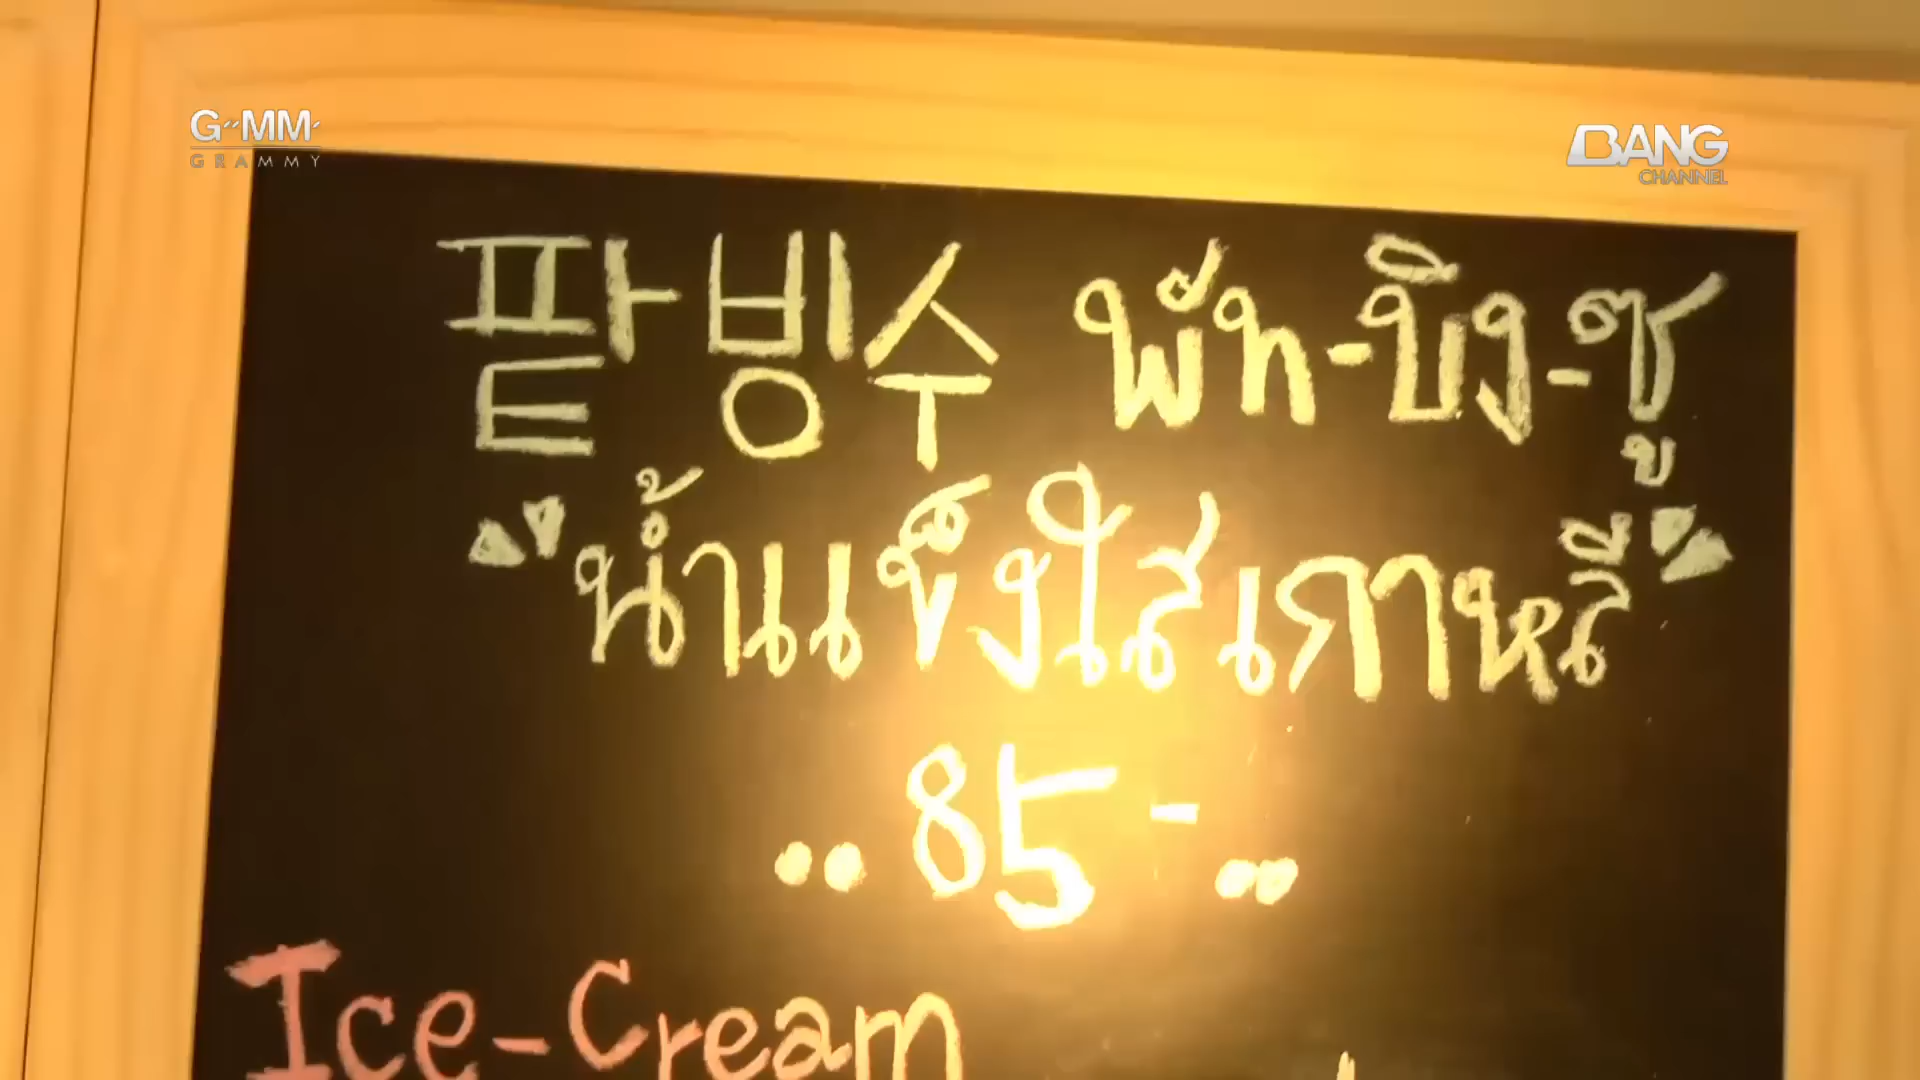 G"MM'
GRAMMY
BANG
CHANNEL
팥빙수 พัท-บิง-ซู
"น้ำแข็งใสเกาหลี"
..85-..
Ice-Cream